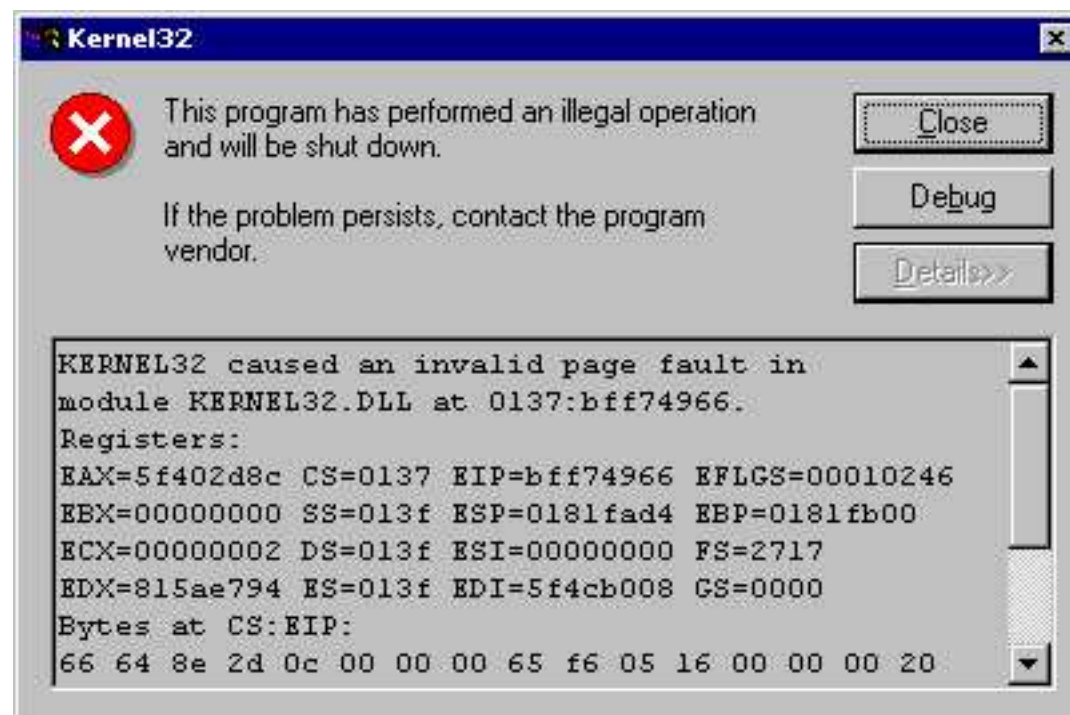 Kernel32
This program has performed an illegal operation
and will be shut down.
If the problem persists, contact the program
vendor.
Close
Debug
Details>>
KERNEL32 caused an invalid page fault in
module KERNEL32.DLL at 0137:bff74966.
Registers:
EAX=5f402d8c CS=0137 EIP=bff74966 EFLGS=00010246
EBX=00000000 SS=013f ESP=0181fad4 EBP=0181fb00
ECX=00000002 DS=013f ESI=00000000 FS=2717
EDX=815ae794 ES=013f EDI=5f4cb008 GS=0000
Bytes at CS:EIP:
66 64 8e 2d 0c 00 00 00 65 f6 05 16 00 00 00 20